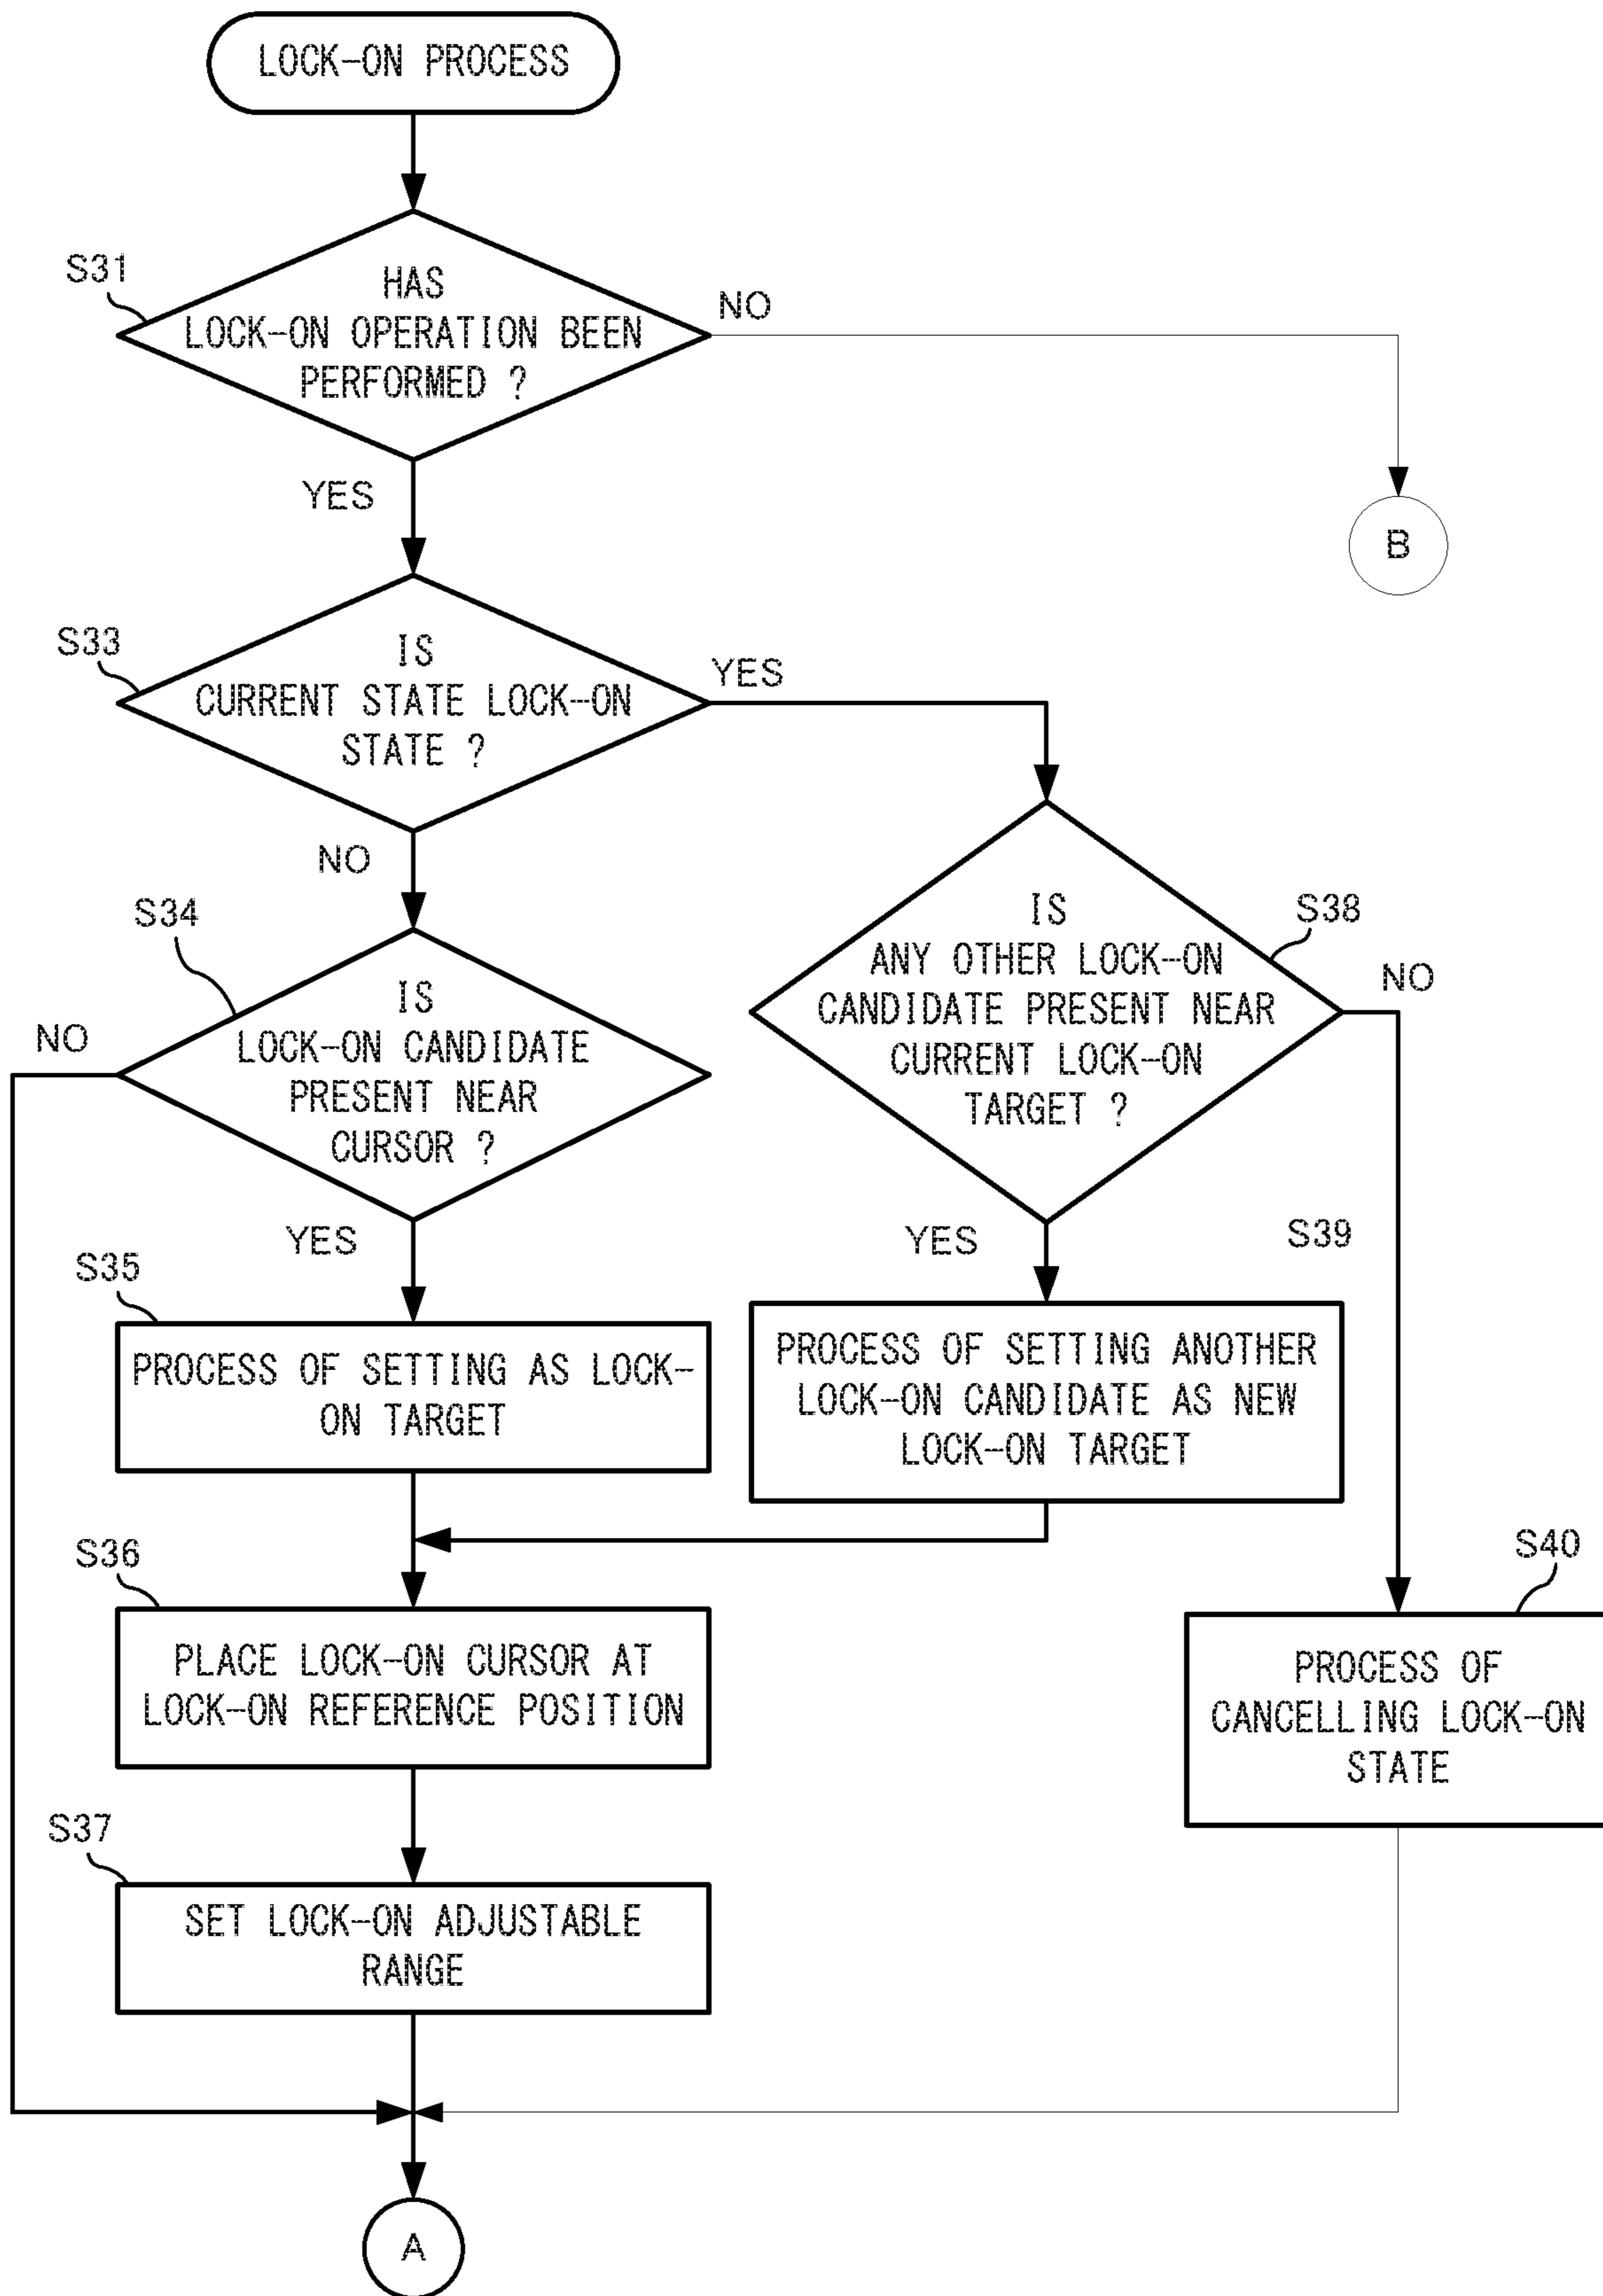 LOCK-ON PROCESS
S31
HAS
LOCK-ON OPERATION BEEN
PERFORMED ?
NO
YES
B
S33
IS
CURRENT STATE LOCK-ON
STATE ?
YES
NO
S34
IS
LOCK-ON CANDIDATE
PRESENT NEAR
CURSOR ?
NO
YES
S38
IS
ANY OTHER LOCK-ON
CANDIDATE PRESENT NEAR
CURRENT LOCK-ON
TARGET ?
NO
YES
S39
S35
PROCESS OF SETTING AS LOCK-
ON TARGET
PROCESS OF SETTING ANOTHER
LOCK-ON CANDIDATE AS NEW
LOCK-ON TARGET
S36
PLACE LOCK-ON CURSOR AT
LOCK-ON REFERENCE POSITION
S40
PROCESS OF
CANCELLING LOCK-ON
STATE
S37
SET LOCK-ON ADJUSTABLE
RANGE
A